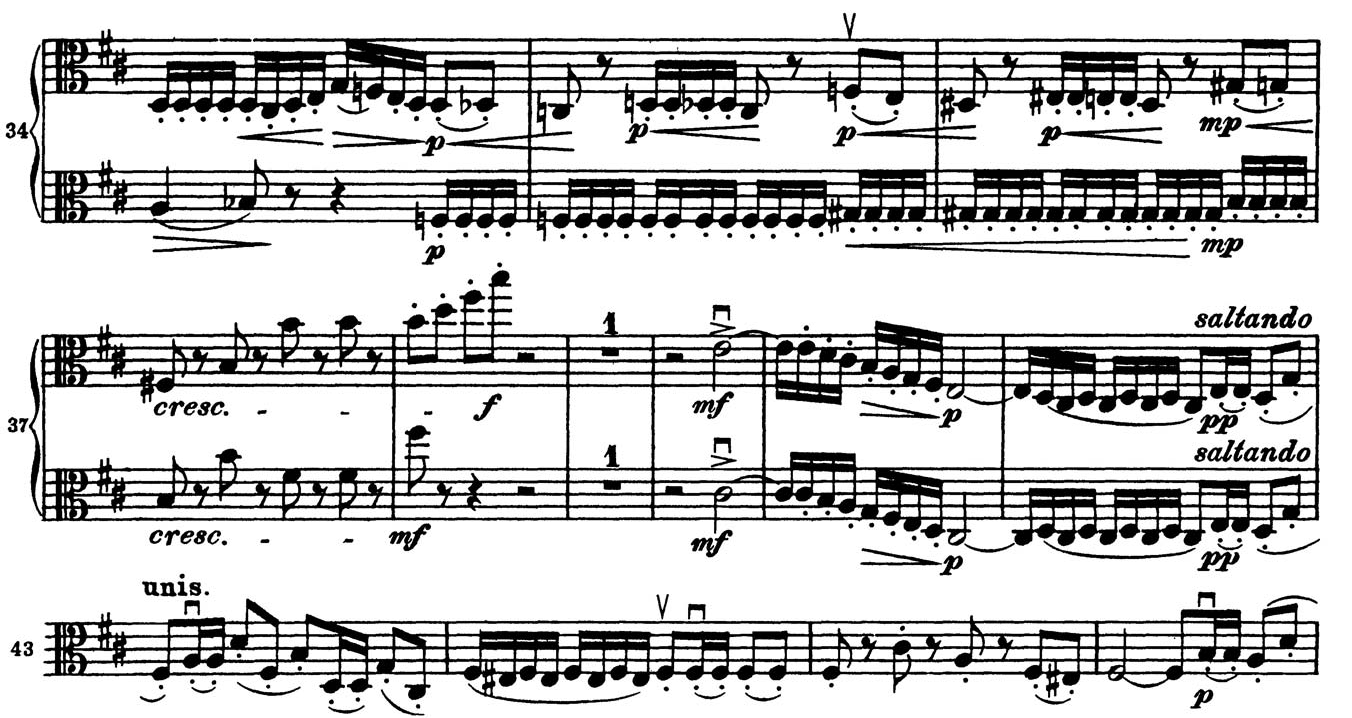 34 p p p p mp
p mp
saltando
1
37 cresc. - - - f mf p pp
saltando
1
cresc. - - mf mf p pp
unis.
43
p